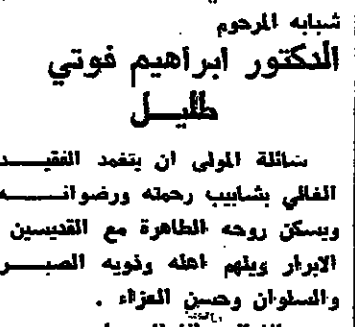 شبابه المرحوم
الدكتور ابراهيم فوتي
طليل
سائلة المولى ان يتغمد الفقيد
الغالي بشابيب رحمته ورضوانه
ويسكن روحه الطاهرة مع القديسين
الابرار ويلهم اهله وذويه الصبر
والسلوان وحسن العزاء .